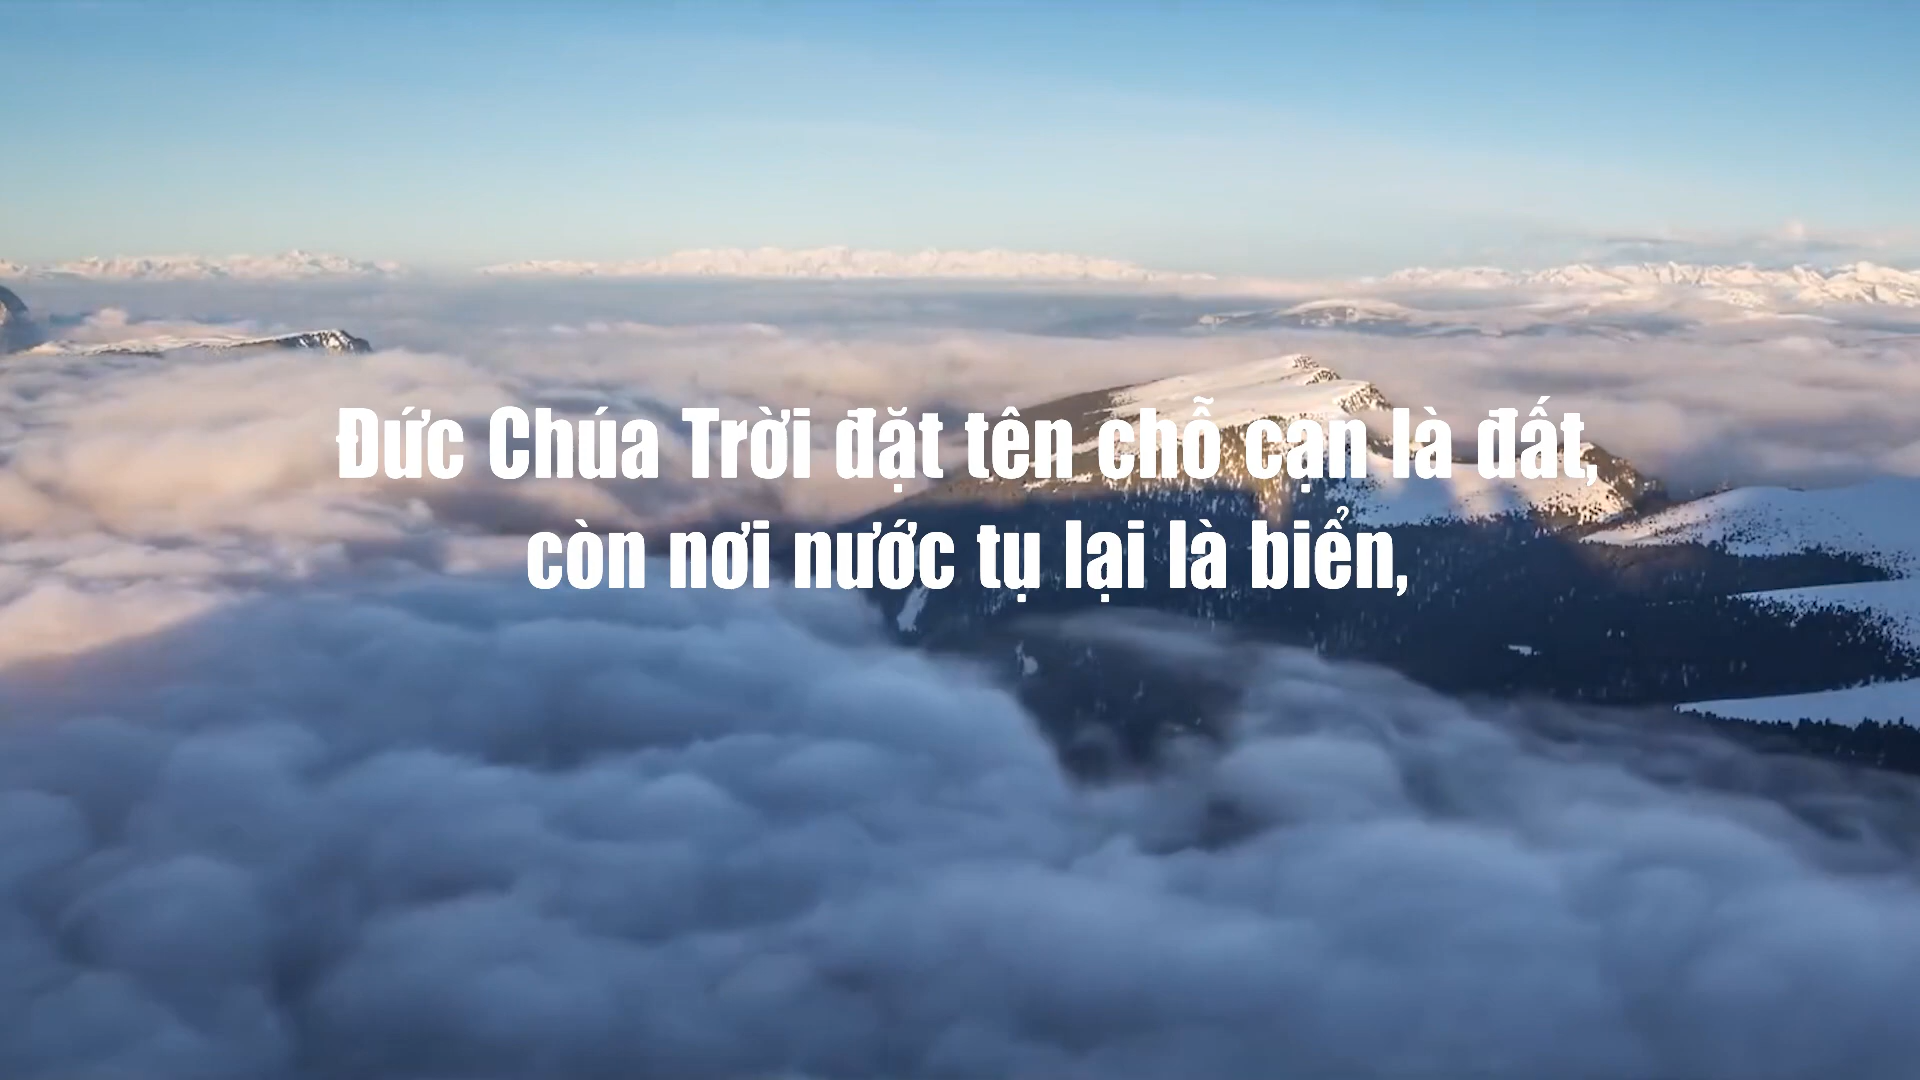 Đức Chúa Trời đặt tên chỗ cạn là đất,
còn nơi nước tụ lại là biển,